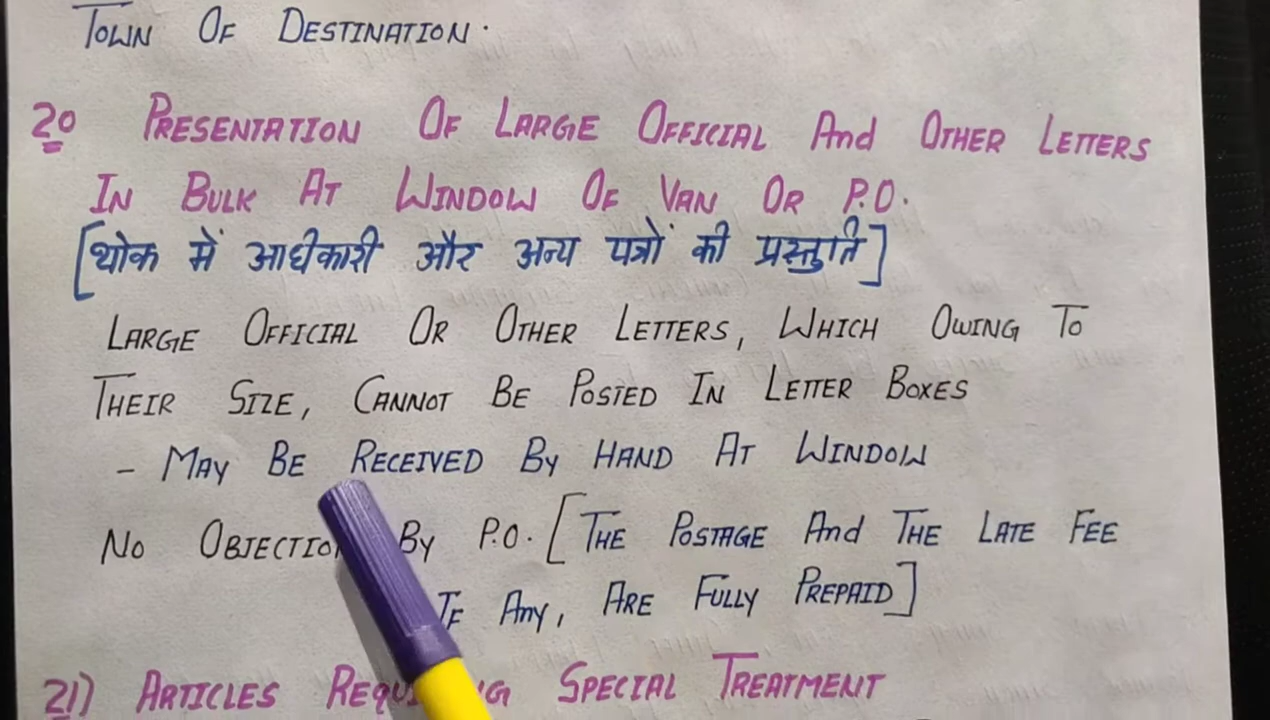 TOWN OF DESTINATION.
20 PRESENTATION OF LARGE OFFICIAL And OTHER LETTERS
IN BULK AT WINDOW OF VAN OR P.O.
[थोक में आधीकारी और अन्य पत्रों की प्रस्तुति]
LARGE OFFICIAL OR OTHER LETTERS, WHICH OWING TO
THEIR SIZE, CANNOT BE POSTED IN LETTER BOXES
- MAY BE RECEIVED By HAND AT WINDOW
NO OBJECTION By P.O. [THE POSTAGE And THE LATE FEE
IF Any, ARE FULLY PREPAID]
21) ARTICLES REQUIRING SPECIAL TREATMENT